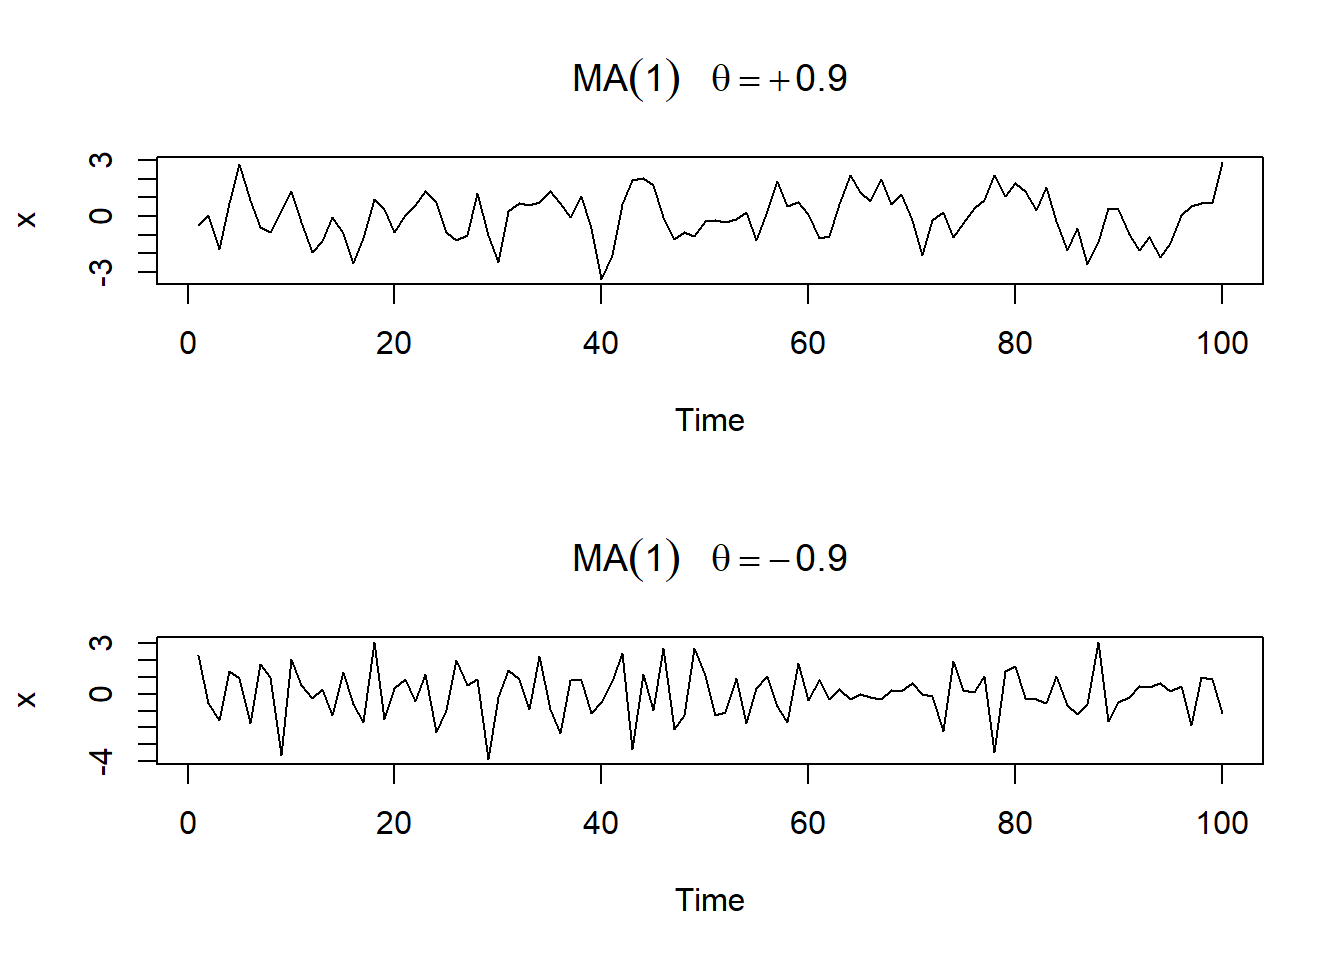 MA(1) θ = +0.9
x
3
0
-3
0 20 40 60 80 100
Time
MA(1) θ = −0.9
x
3
0
-4
0 20 40 60 80 100
Time